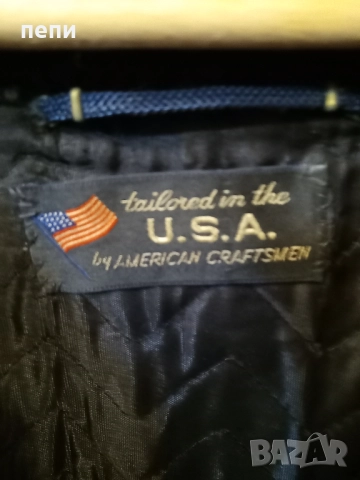 пепи
tailored in the
U.S.A.
by AMERICAN CRAFTSMEN
BAZAR